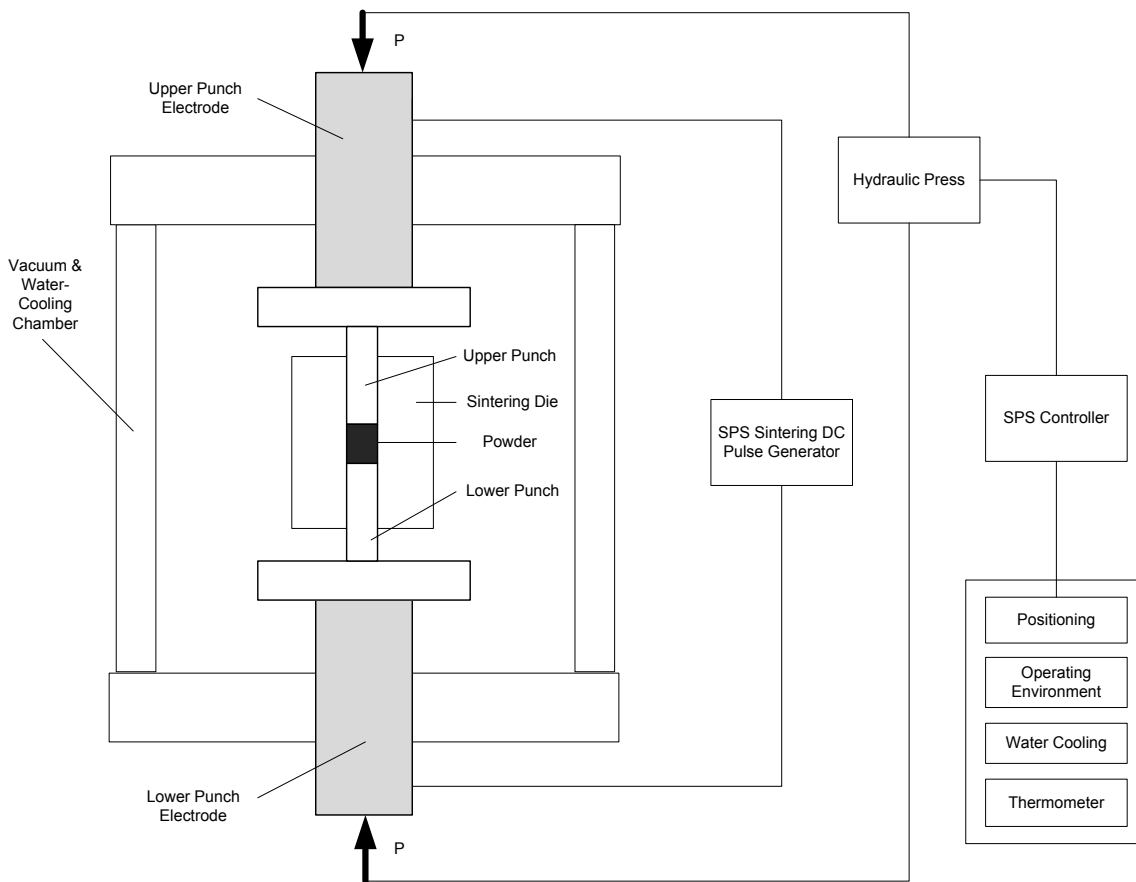 P
Upper Punch
Electrode
Hydraulic Press
Vacuum &
Water-
Cooling
Chamber
Upper Punch
Sintering Die
Powder
Lower Punch
SPS Sintering DC
Pulse Generator
SPS Controller
Positioning
Operating
Environment
Water Cooling
Thermometer
Lower Punch
Electrode
P